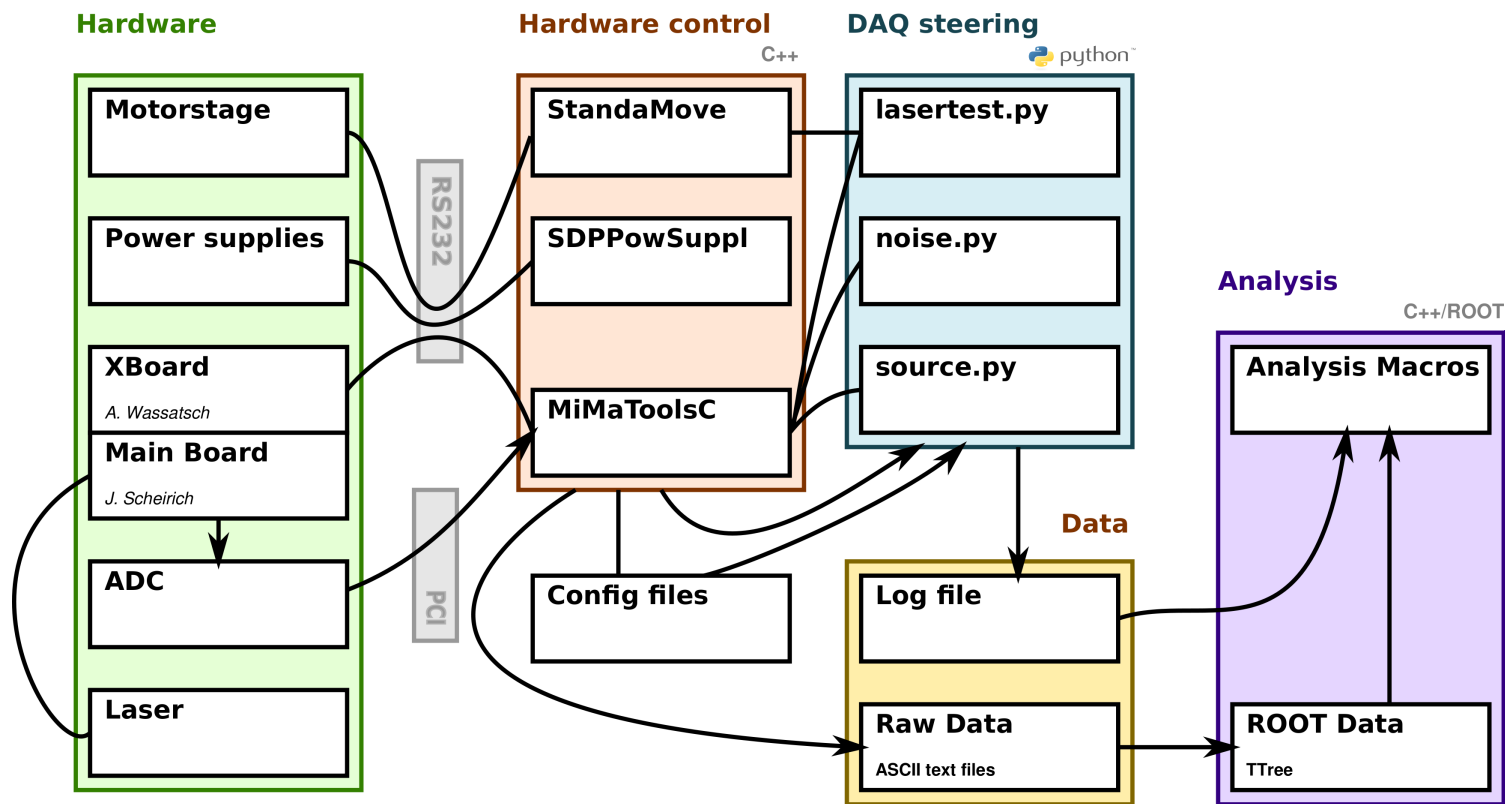 Hardware
Motorstage
Power supplies
XBoard
A. Wassatsch
Main Board
J. Scheirich
ADC
Laser
RS232
PCI
Hardware control
C++
StandaMove
SDPPowSuppl
MiMaToolsC
Config files
DAQ steering
python™
lasertest.py
noise.py
source.py
Data
Log file
Raw Data
ASCII text files
Analysis
C++/ROOT
Analysis Macros
ROOT Data
TTree